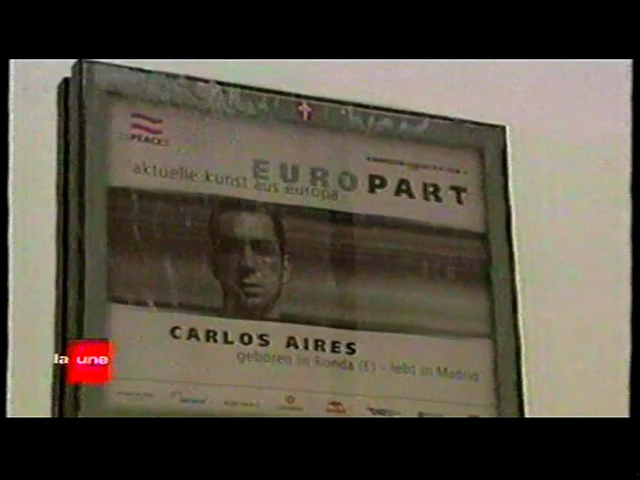 EUROPART
aktuelle kunst aus europa
CARLOS AIRES
geboren in Ronda (E) - lebt in Madrid
la une